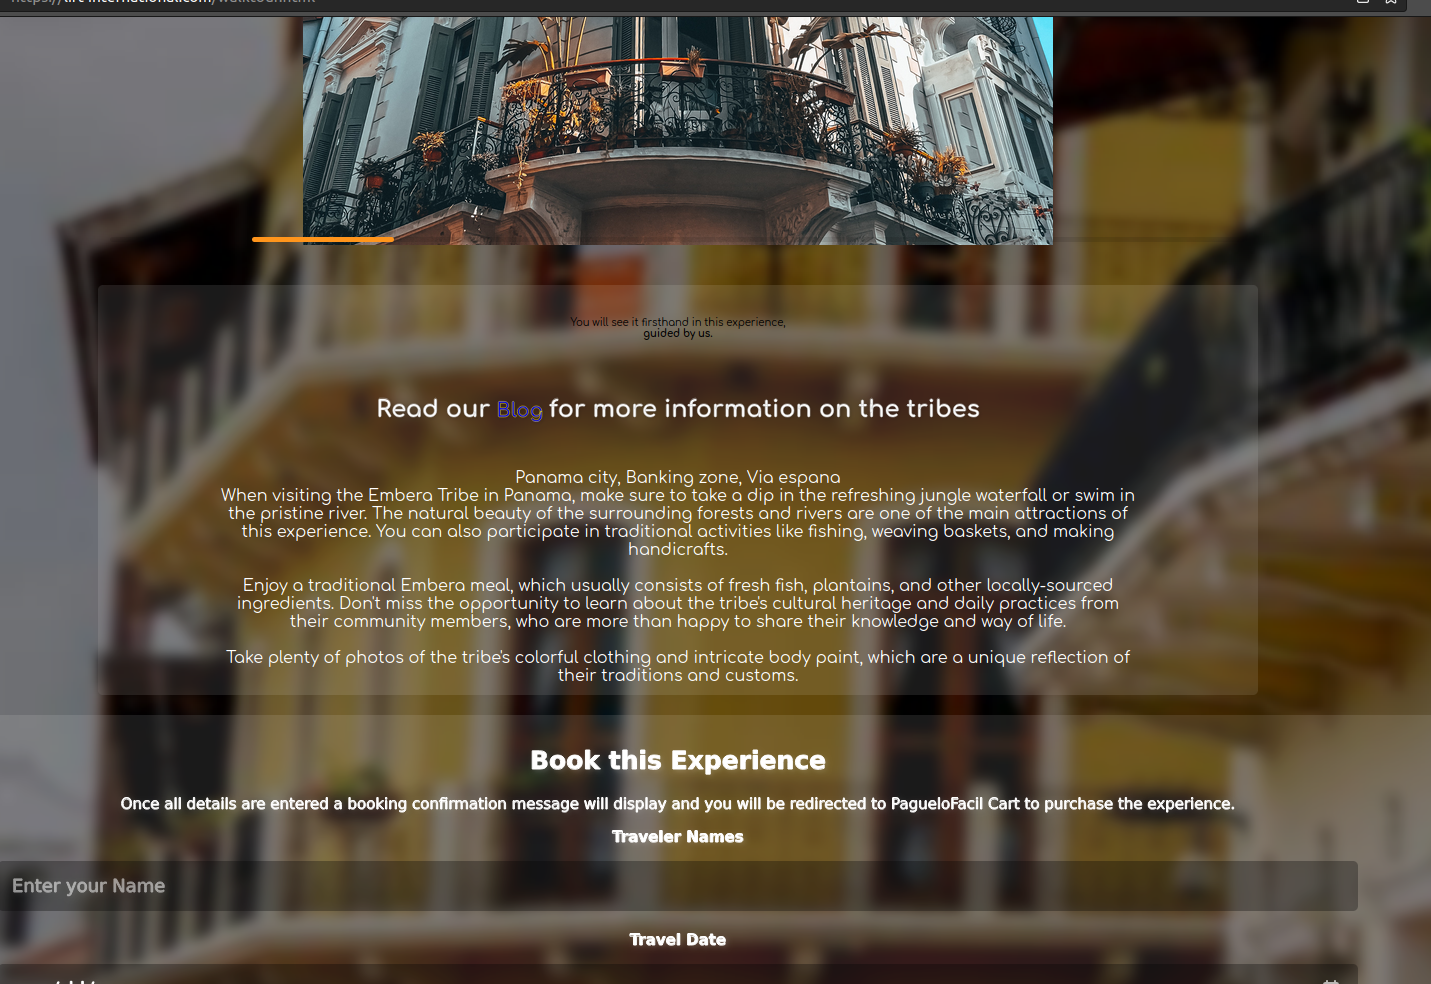 You will see it firsthand in this experience,
guided by us.
Read our Blog for more information on the tribes
Panama city, Banking zone, Via espana
When visiting the Embera Tribe in Panama, make sure to take a dip in the refreshing jungle waterfall or swim in
the pristine river. The natural beauty of the surrounding forests and rivers are one of the main attractions of
this experience. You can also participate in traditional activities like fishing, weaving baskets, and making
handicrafts.
Enjoy a traditional Embera meal, which usually consists of fresh fish, plantains, and other locally-sourced
ingredients. Don't miss the opportunity to learn about the tribe's cultural heritage and daily practices from
their community members, who are more than happy to share their knowledge and way of life.
Take plenty of photos of the tribe's colorful clothing and intricate body paint, which are a unique reflection of
their traditions and customs.
Book this Experience
Once all details are entered a booking confirmation message will display and you will be redirected to PagueloFacil Cart to purchase the experience.
Traveler Names
Enter your Name
Travel Date